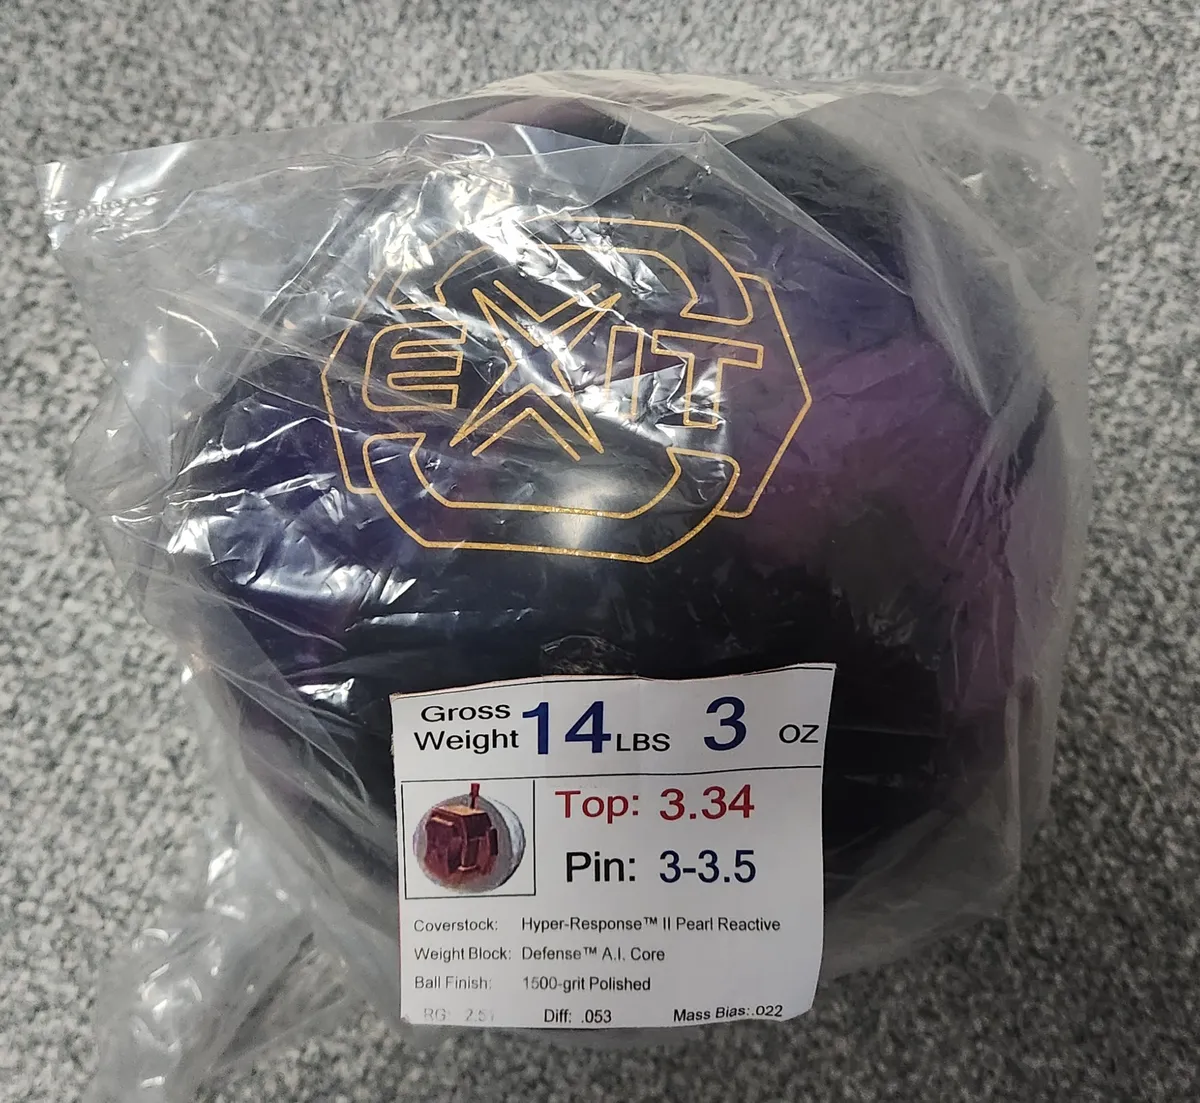 EXIT
Gross
Weight 14 LBS 3 OZ
Top: 3.34
Pin: 3-3.5
Coverstock: Hyper-Response™ II Pearl Reactive
Weight Block: Defense™ A.I. Core
Ball Finish: 1500-grit Polished
RG: Diff: .053 Mass Bias:.022